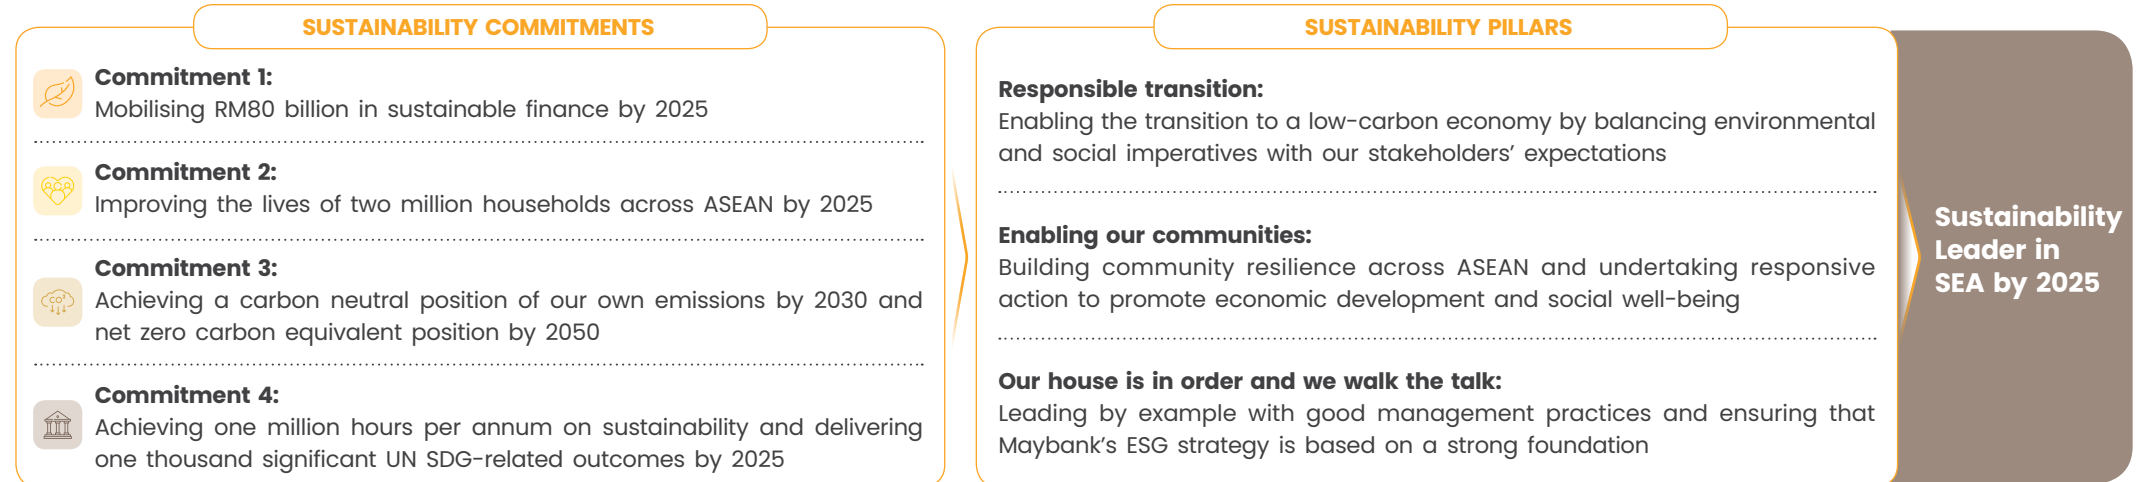 SUSTAINABILITY COMMITMENTS
Commitment 1:
Mobilising RM80 billion in sustainable finance by 2025
Commitment 2:
Improving the lives of two million households across ASEAN by 2025
Commitment 3:
CO²
Achieving a carbon neutral position of our own emissions by 2030 and
net zero carbon equivalent position by 2050
Commitment 4:
Achieving one million hours per annum on sustainability and delivering
one thousand significant UN SDG-related outcomes by 2025
SUSTAINABILITY PILLARS
Responsible transition:
Enabling the transition to a low-carbon economy by balancing environmental
and social imperatives with our stakeholders’ expectations
Enabling our communities:
Building community resilience across ASEAN and undertaking responsive
action to promote economic development and social well-being
Our house is in order and we walk the talk:
Leading by example with good management practices and ensuring that
Maybank’s ESG strategy is based on a strong foundation
Sustainability
Leader in
SEA by 2025